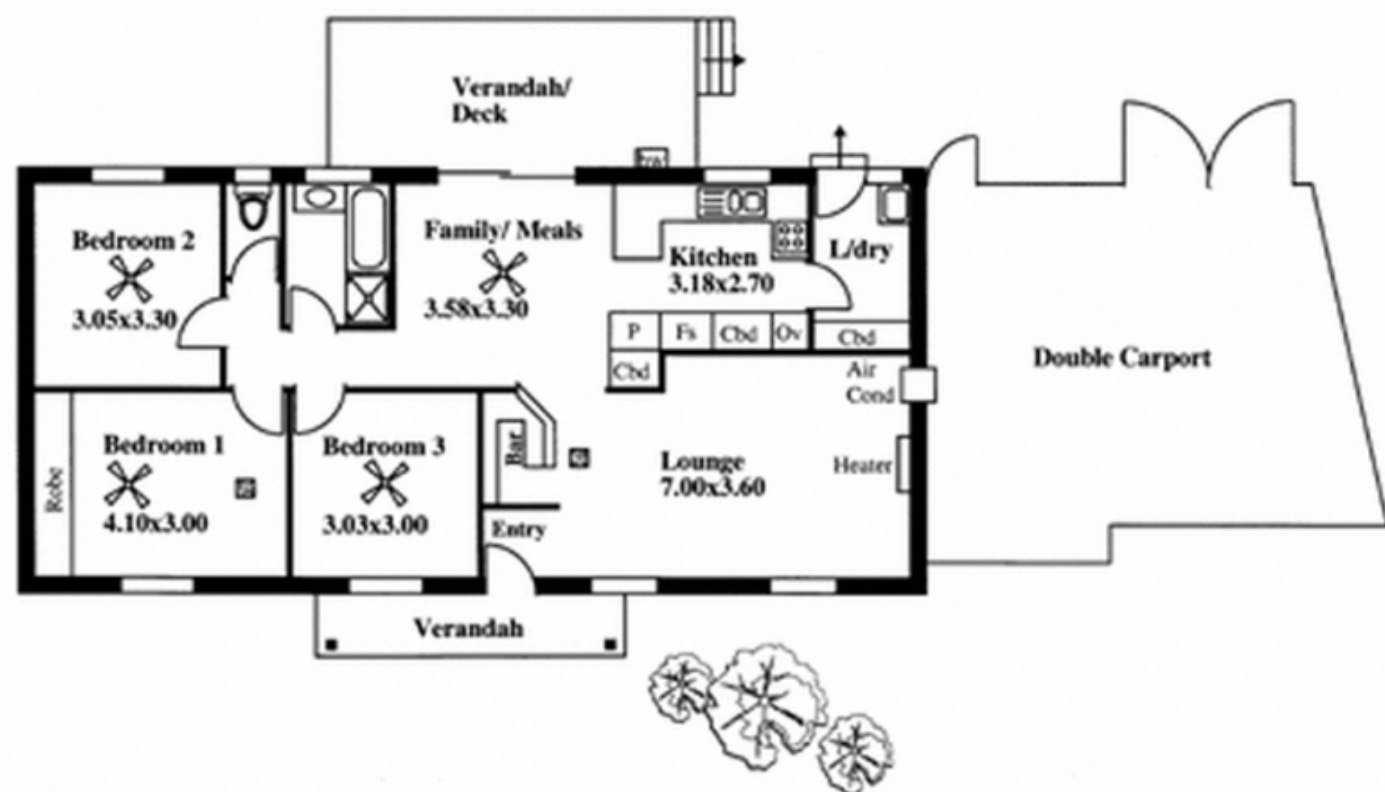 Verandah/
Deck
Bedroom 2
3.05x3.30
Family/ Meals
3.58x3.30
Kitchen
3.18x2.70
L/dry
P
Fs
Cbd
Ov
Cbd
Cbd
Air
Cond
Double Carport
Robe
Bedroom 1
4.10x3.00
Bedroom 3
3.03x3.00
Bar
Lounge
7.00x3.60
Heater
Entry
Verandah